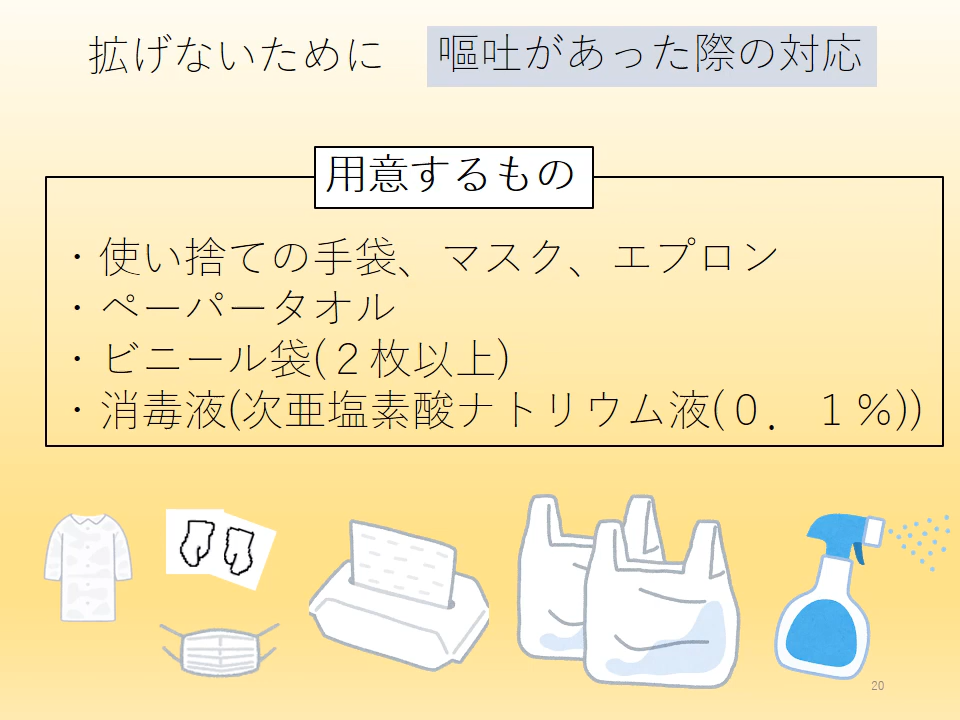 拡げないために　嘔吐があった際の対応
用意するもの
・使い捨ての手袋、マスク、エプロン
・ペーパータオル
・ビニール袋(２枚以上)
・消毒液(次亜塩素酸ナトリウム液(０．１％))
20